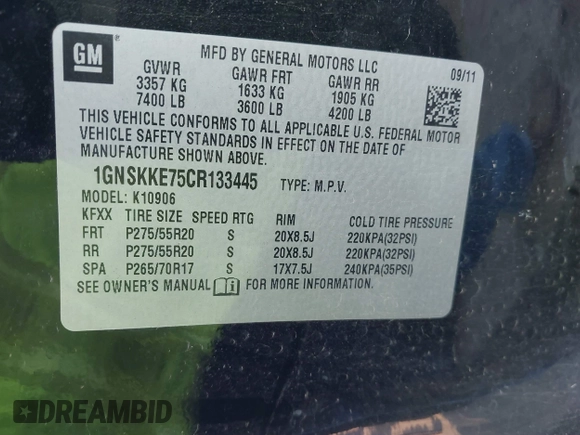 GM
MFD BY GENERAL MOTORS LLC
09/11
GVWR GAWR FRT GAWR RR
3357 KG 1633 KG 1905 KG
7400 LB 3600 LB 4200 LB
THIS VEHICLE CONFORMS TO ALL APPLICABLE U.S. FEDERAL MOTOR
VEHICLE SAFETY STANDARDS IN EFFECT ON THE DATE OF
MANUFACTURE SHOWN ABOVE.
1GNSKKE75CR133445 TYPE: M.P.V.
MODEL: K10906
KFXX TIRE SIZE SPEED RTG RIM COLD TIRE PRESSURE
FRT P275/55R20 S 20X8.5J 220KPA(32PSI)
RR P275/55R20 S 20X8.5J 220KPA(32PSI)
SPA P265/70R17 S 17X7.5J 240KPA(35PSI)
SEE OWNER'S MANUAL FOR MORE INFORMATION.
DREAMBID